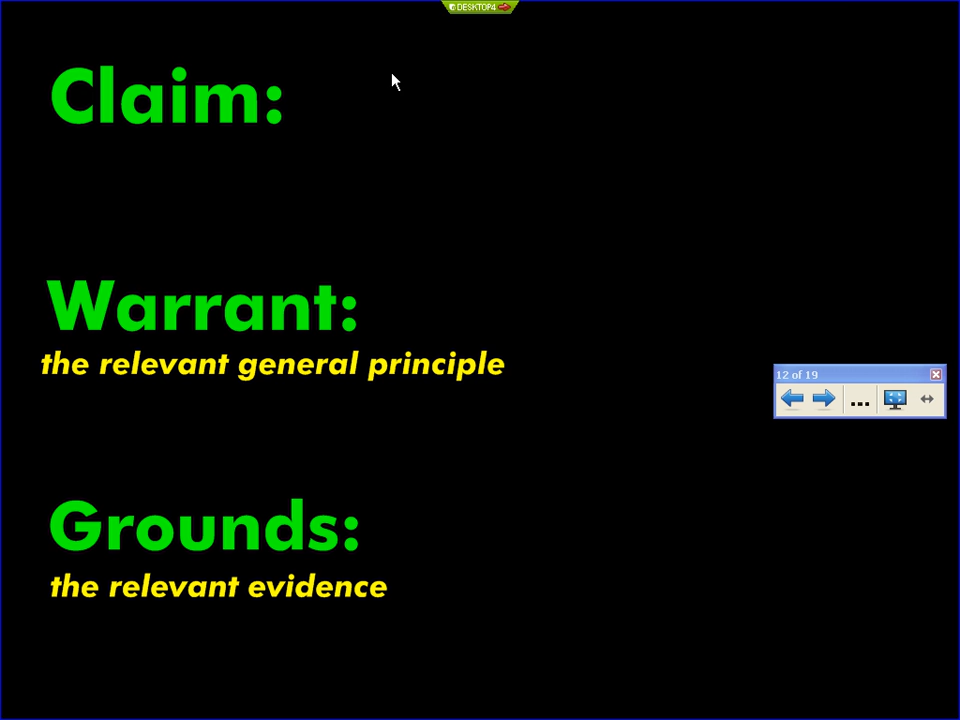 DESKTOP4
Claim:
Warrant:
the relevant general principle
12 of 19
...
Grounds:
the relevant evidence